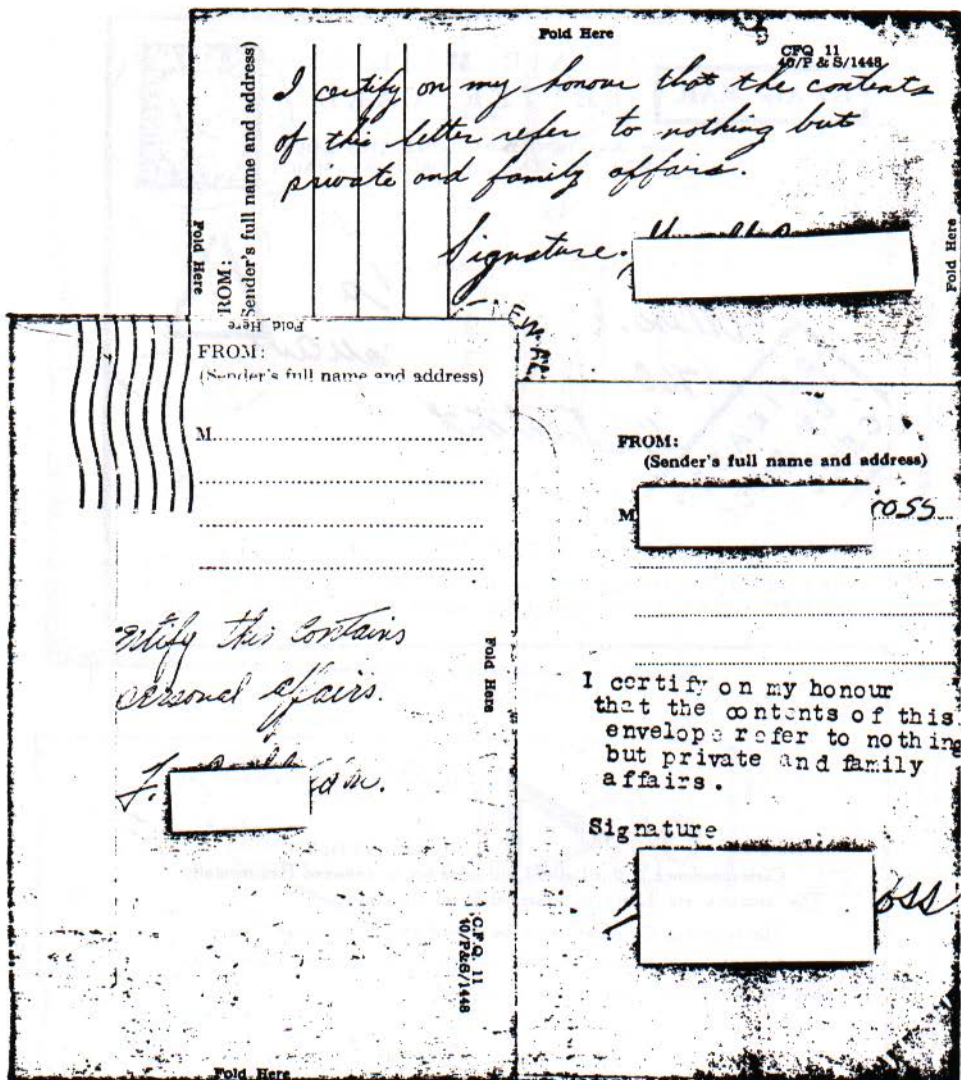 Fold Here
CFQ 11
40/P & S/1448
ROM:
Sender's full name and address)
I certify on my honour that the contents
of this letter refer to nothing but
private and family affairs.
Signature.
Fold Here
Fold Here
Fold Here
FROM:
(Sender's full name and address)
M
rtify this contains
personal affairs.
F.
Fold Here
C.F.Q. 11
40/P&S/1448
Fold Here
FROM:
(Sender's full name and address)
M ross
I certify on my honour
that the contents of this
envelope refer to nothing
but private and family
affairs.
Signature
oss